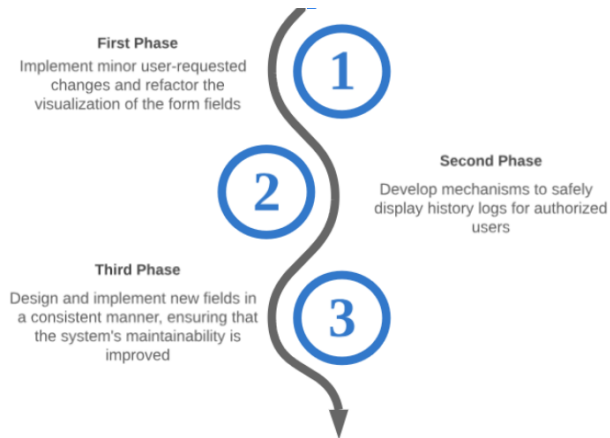 First Phase
Implement minor user-requested
changes and refactor the
visualization of the form fields
1
2
Second Phase
Develop mechanisms to safely
display history logs for authorized
users
Third Phase
Design and implement new fields in
a consistent manner, ensuring that
the system's maintainability is
improved
3